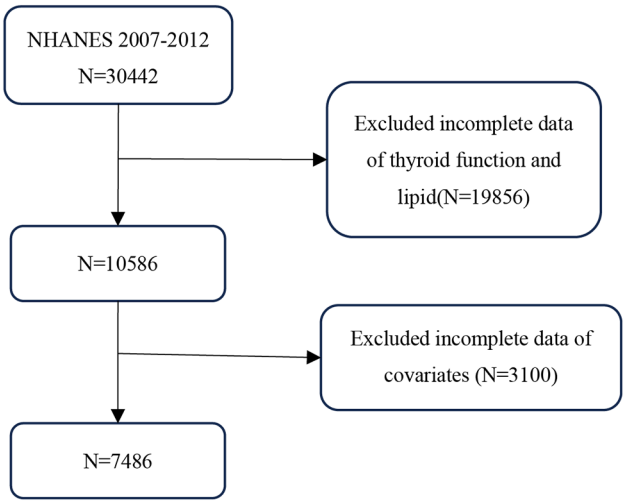 NHANES 2007-2012
N=30442
Excluded incomplete data
of thyroid function and
lipid(N=19856)
N=10586
Excluded incomplete data of
covariates (N=3100)
N=7486